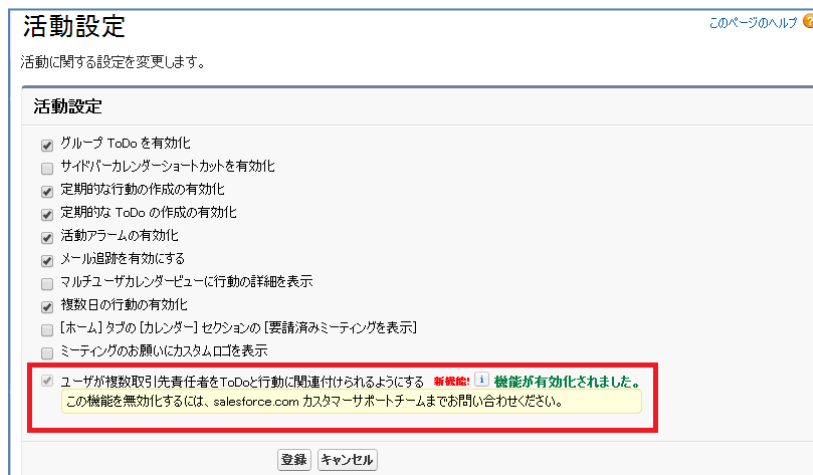 活動設定
このページのヘルプ
活動に関する設定を変更します。
活動設定
グループ ToDo を有効化
サイドバーカレンダーショートカットを有効化
定期的な行動の作成の有効化
定期的な ToDo の作成の有効化
活動アラームの有効化
メール追跡を有効にする
マルチユーザカレンダービューに行動の詳細を表示
複数日の行動の有効化
[ホーム] タブの [カレンダー] セクションの [要請済みミーティングを表示]
ミーティングのお願いにカスタムロゴを表示
ユーザが複数取引先責任者をToDoと行動に関連付けられるようにする 新機能! i 機能が有効化されました。
この機能を無効化するには、salesforce.com カスタマーサポートチームまでお問い合わせください。
登録 キャンセル